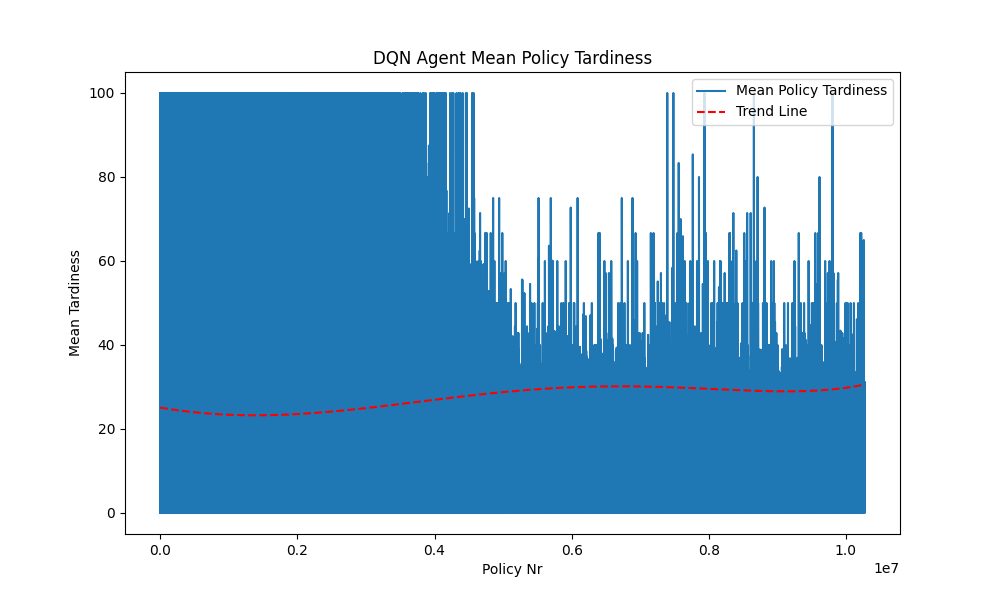 DQN Agent Mean Policy Tardiness
Mean Policy Tardiness
Trend Line
100
80
60
40
20
0
Mean Tardiness
0.0 0.2 0.4 0.6 0.8 1.0
1e7
Policy Nr